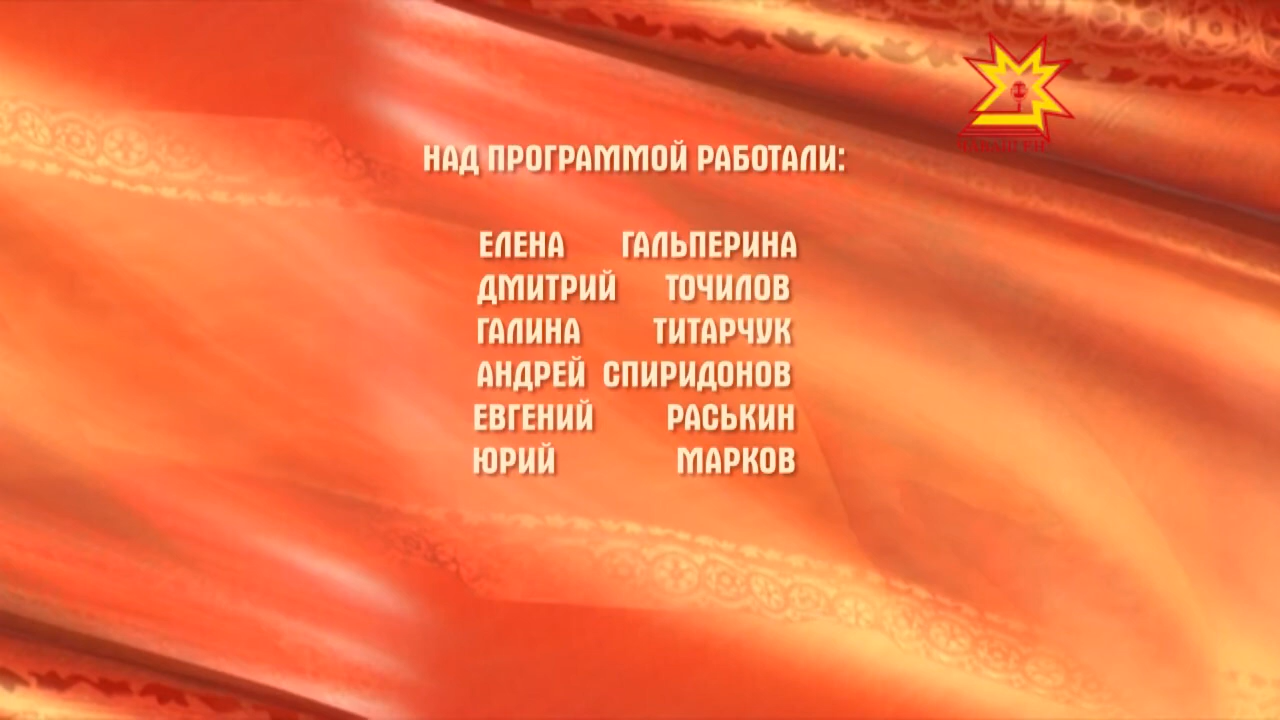 НАД ПРОГРАММОЙ РАБОТАЛИ:
ЕЛЕНА ГАЛЬПЕРИНА
ДМИТРИЙ ТОЧИЛОВ
ГАЛИНА ТИТАРЧУК
АНДРЕЙ СПИРИДОНОВ
ЕВГЕНИЙ РАСЬКИН
ЮРИЙ МАРКОВ